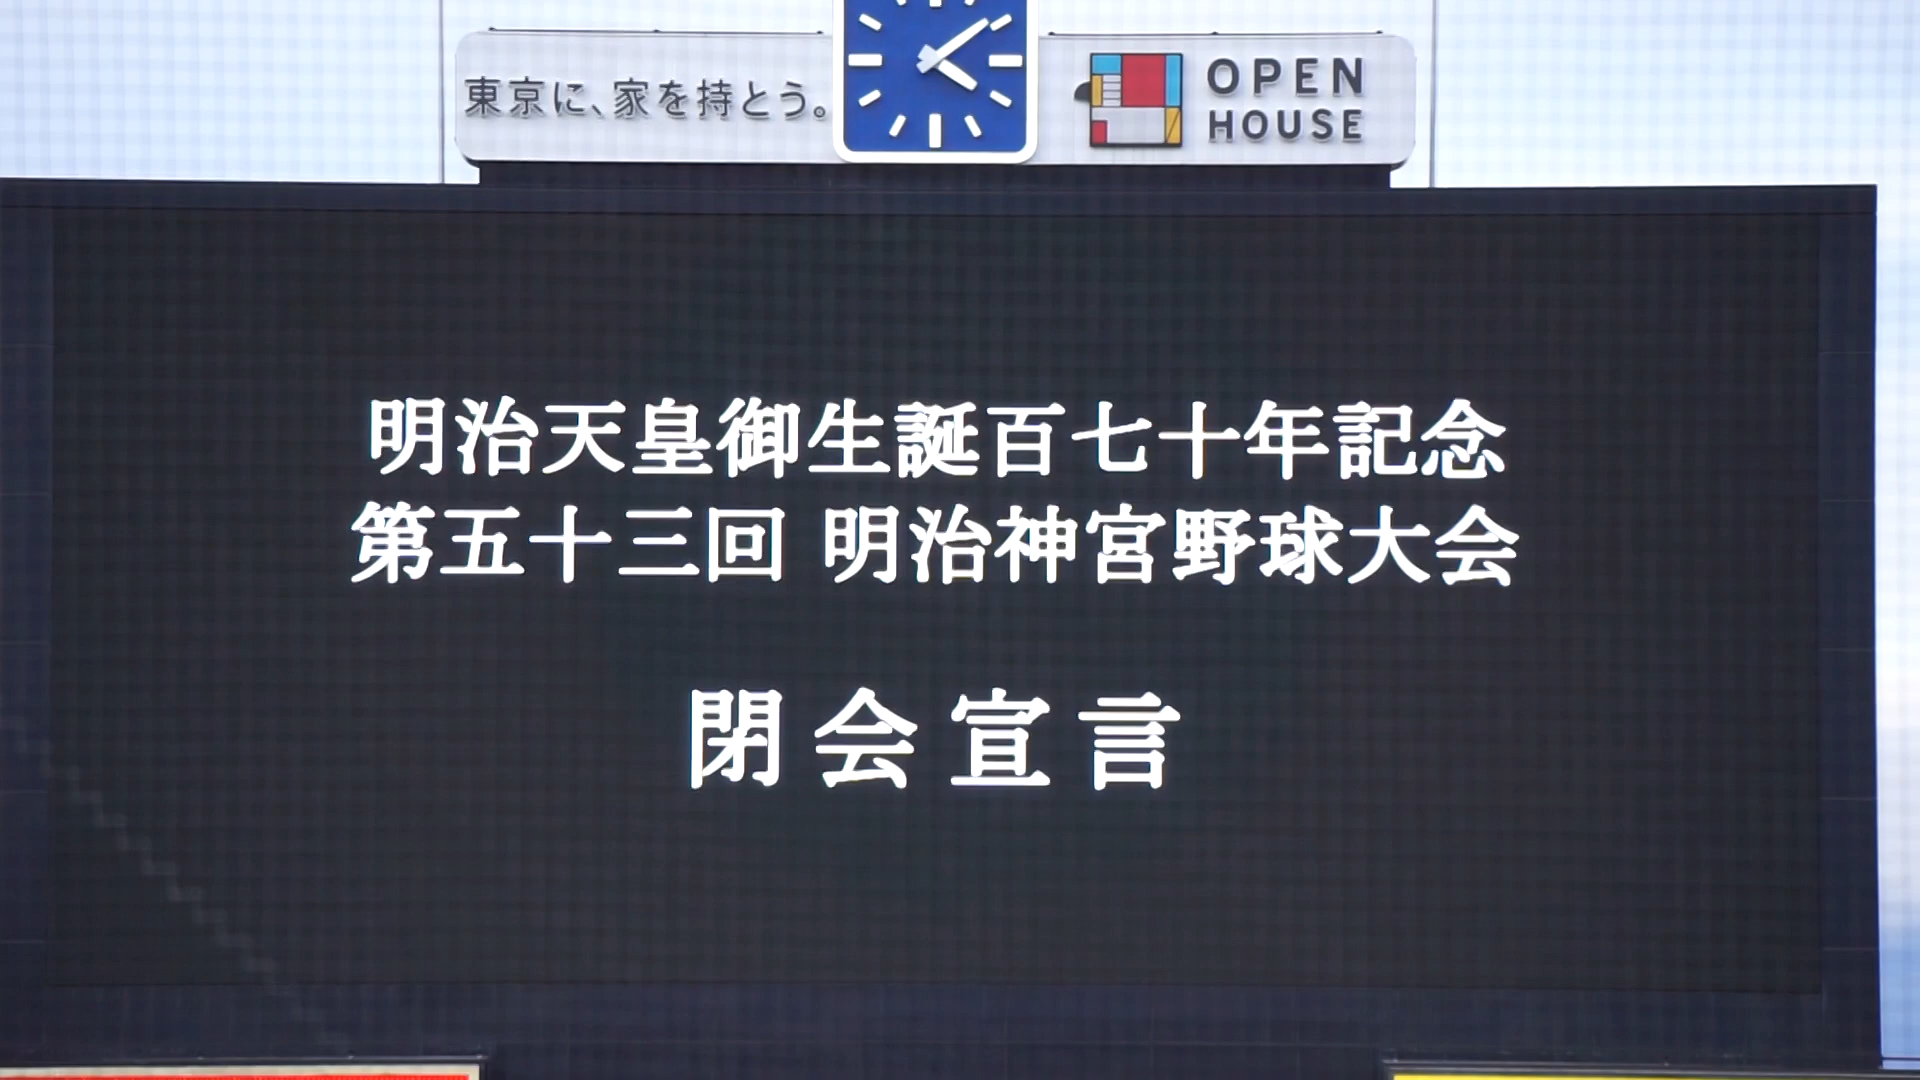 東京に、家を持とう。
OPEN
HOUSE
明治天皇御生誕百七十年記念
第五十三回 明治神宮野球大会
閉会宣言